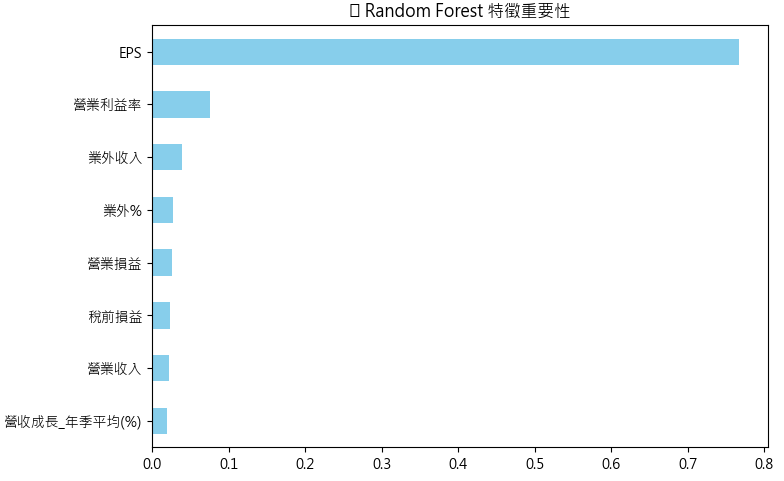 ▯ Random Forest 特徵重要性
EPS
營業利益率
業外收入
業外%
營業損益
稅前損益
營業收入
營收成長_年季平均(%)
0.0 0.1 0.2 0.3 0.4 0.5 0.6 0.7 0.8